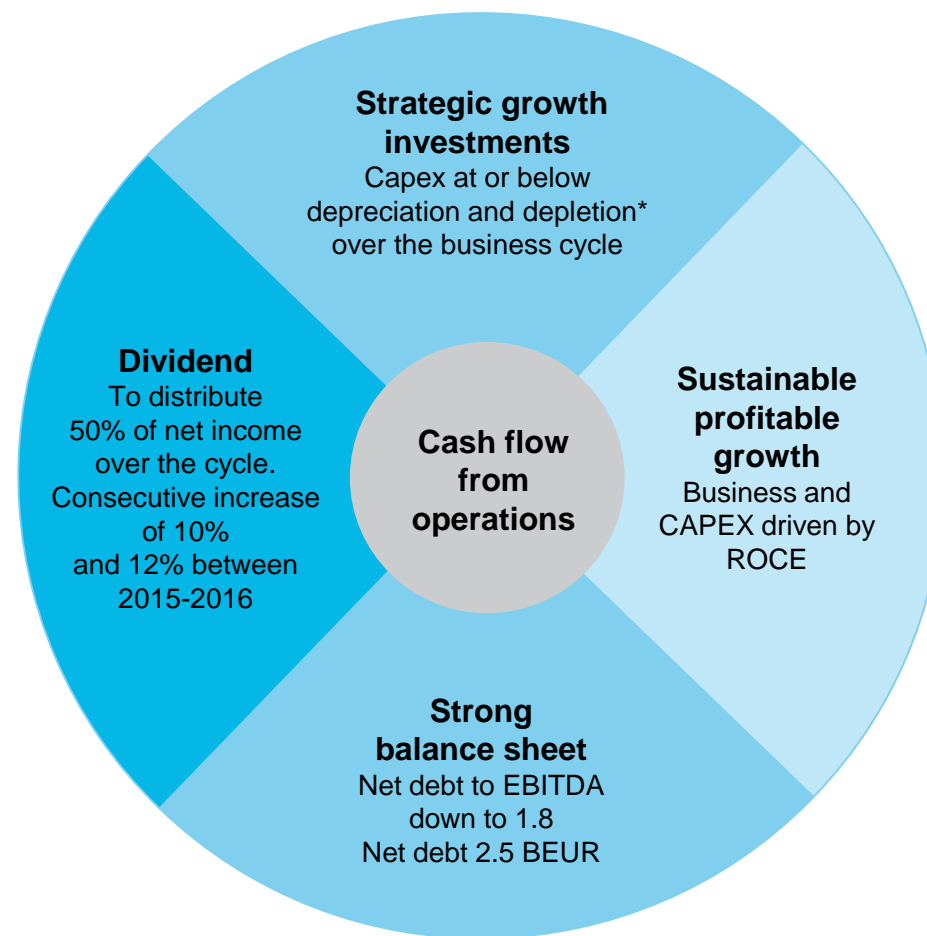 Strategic growth
investments
Capex at or below
depreciation and depletion*
over the business cycle
Dividend
To distribute
50% of net income
over the cycle.
Consecutive increase
of 10%
and 12% between
2015-2016
Cash flow
from
operations
Sustainable
profitable
growth
Business and
CAPEX driven by
ROCE
Strong
balance sheet
Net debt to EBITDA
down to 1.8
Net debt 2.5 BEUR